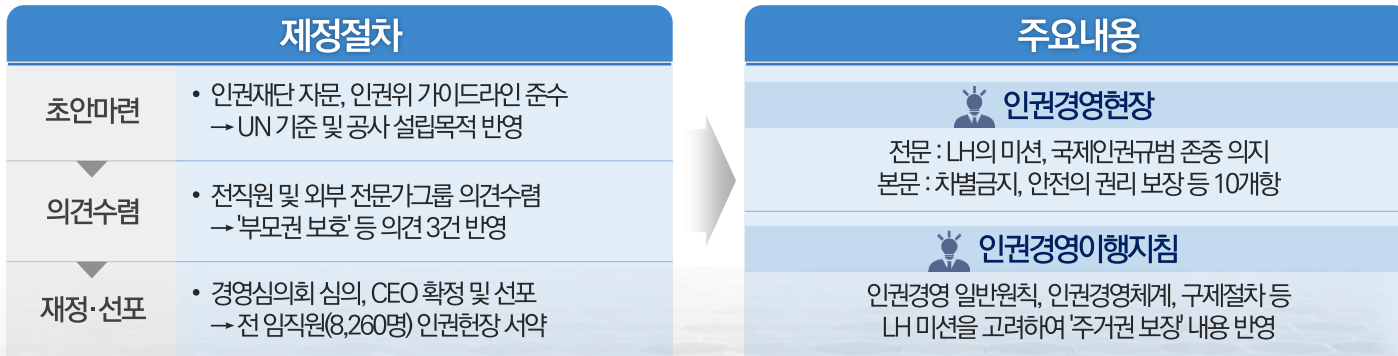 제정절차
초안마련
• 인권재단 자문, 인권위 가이드라인 준수
→ UN 기준 및 공사 설립목적 반영
의견수렴
• 전직원 및 외부 전문가그룹 의견수렴
→ '부모권 보호' 등 의견 3건 반영
재정·선포
• 경영심의회 심의, CEO 확정 및 선포
→ 전 임직원(8,260명) 인권헌장 서약
주요내용
인권경영현장
전문 : LH의 미션, 국제인권규범 존중 의지
본문 : 차별금지, 안전의 권리 보장 등 10개항
인권경영이행지침
인권경영 일반원칙, 인권경영체계, 구제절차 등
LH 미션을 고려하여 '주거권 보장' 내용 반영